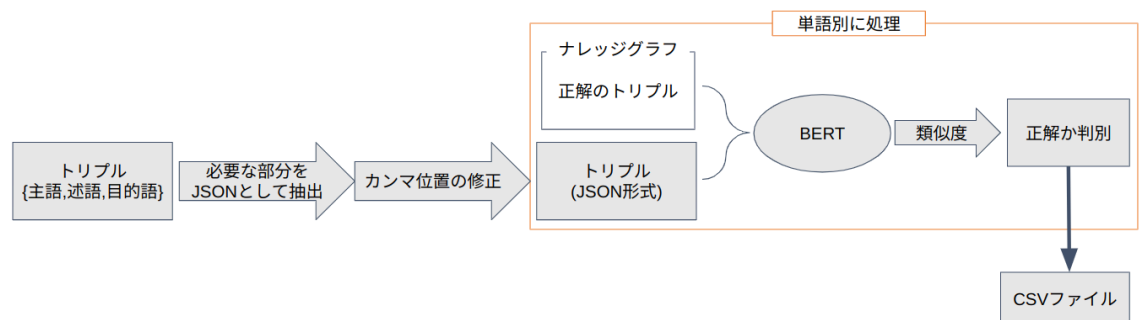 単語別に処理
ナレッジグラフ
正解のトリプル
トリプル
{主語,述語,目的語}
必要な部分を
JSONとして抽出
カンマ位置の修正
トリプル
(JSON形式)
BERT
類似度
正解か判別
CSVファイル